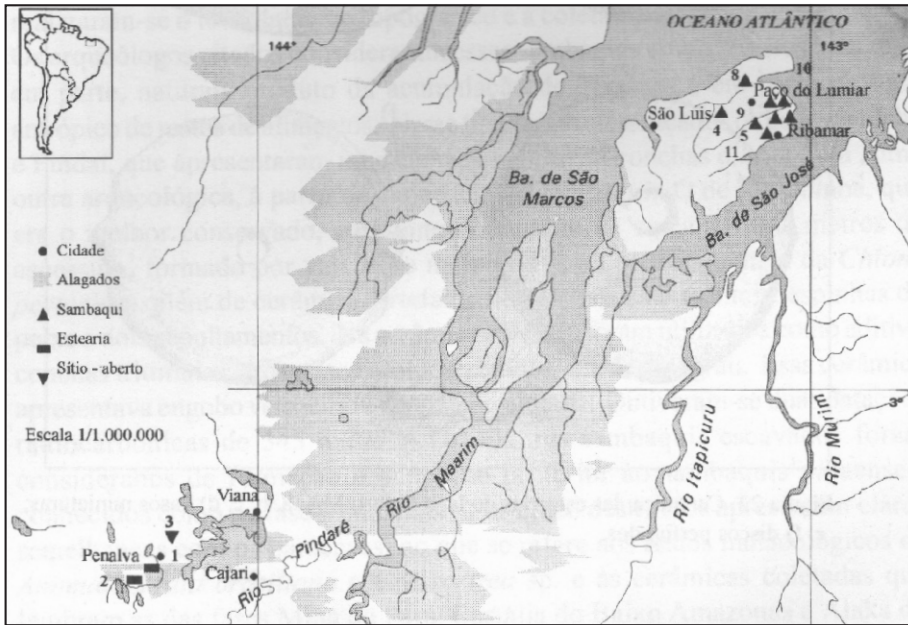 OCEANO ATLÂNTICO
144°
143°
8
10
Paço do Lumiar
São Luís
9
4
5
Ribamar
11
Ba. de São
Marcos
Ba. de São José
Cidade
Alagados
Sambaqui
Estearia
Sítio-aberto
Escala 1/1.000.000
3°
Rio Itapicuru
Rio Munim
Rio Maarim
Viana
3
Penalva
1
2
Cajari
Rio Pindaré